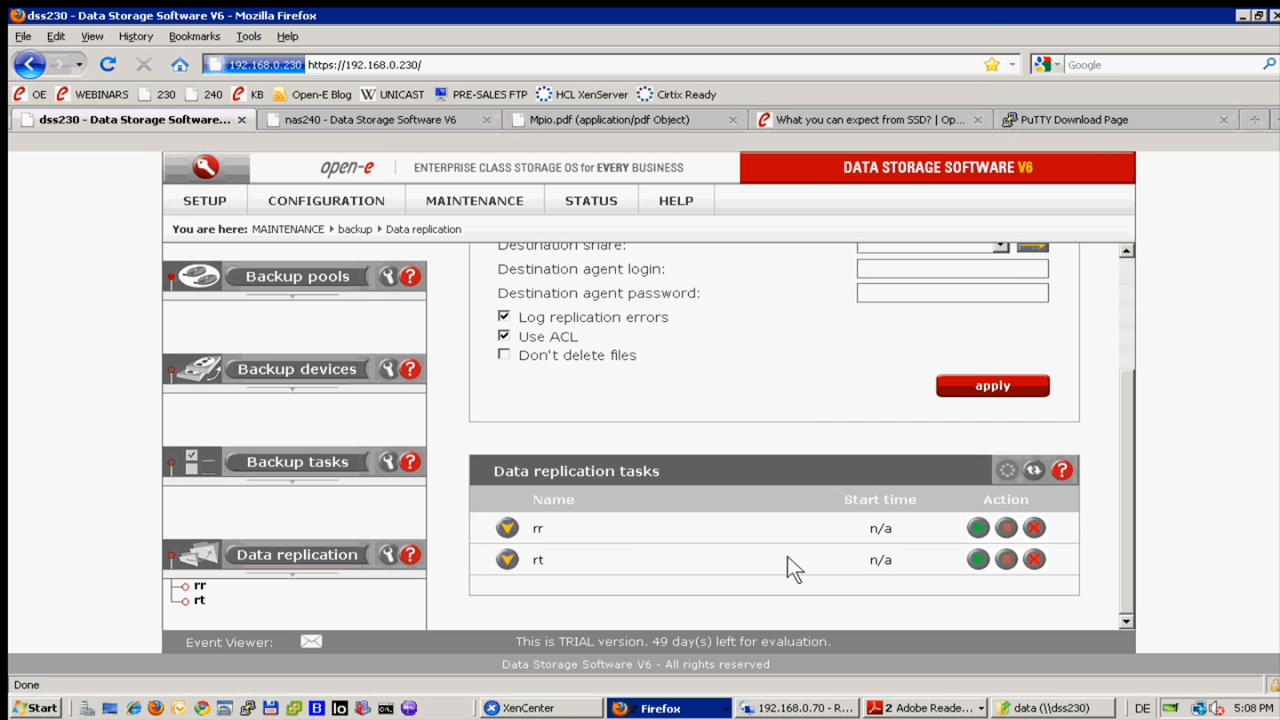 dss230 - Data Storage Software V6 - Mozilla Firefox
File Edit View History Bookmarks Tools Help
192.168.0.230 https://192.168.0.230/ Google
OE WEBINARS 230 240 KB Open-E Blog UNICAST PRE-SALES FTP HCL XenServer Cirtix Ready
dss230 - Data Storage Software... nas240 - Data Storage Software V6 Mpio.pdf (application/pdf Object) What you can expect from SSD? | Op... PuTTY Download Page
open-e ENTERPRISE CLASS STORAGE OS for EVERY BUSINESS DATA STORAGE SOFTWARE V6
SETUP CONFIGURATION MAINTENANCE STATUS HELP
You are here: MAINTENANCE backup Data replication
Backup pools ?
Backup devices ?
Backup tasks ?
Data replication ?
rr
rt
Destination share:
Destination agent login:
Destination agent password:
Log replication errors
Use ACL
Don't delete files
apply
Data replication tasks ?
Name Start time Action
rr n/a
rt n/a
Event Viewer: This is TRIAL version. 49 day(s) left for evaluation.
Data Storage Software V6 - All rights reserved
Done
Start XenCenter 2 Firefox 192.168.0.70 - R... 2 Adobe Reade... data (\\dss230) DE 5:08 PM